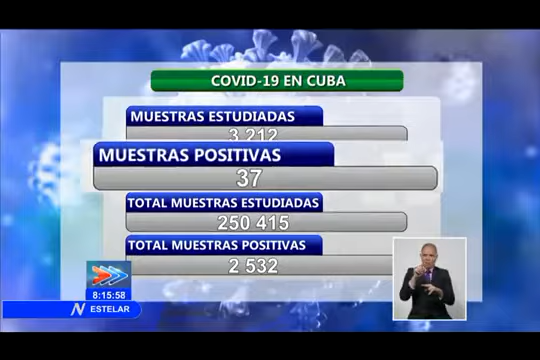 COVID-19 EN CUBA
MUESTRAS ESTUDIADAS
3 212
MUESTRAS POSITIVAS
37
TOTAL MUESTRAS ESTUDIADAS
250 415
TOTAL MUESTRAS POSITIVAS
2 532
8:15:58
N ESTELAR